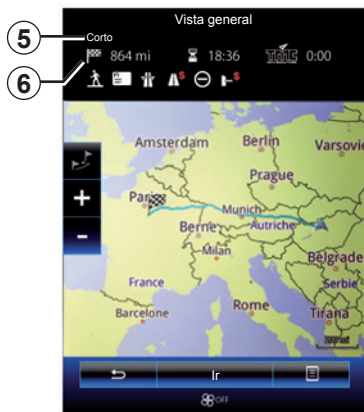 Vista general
5
Corto
6
864 mi 18:36 TMC 0:00
$ $
Amsterdam Berlin Varsovie
Prague
Paris
+
Munich
Berne Autriche
-
Milan
Belgrade
France Serbie
Rome
Barcelone Tirana
Ir
OFF